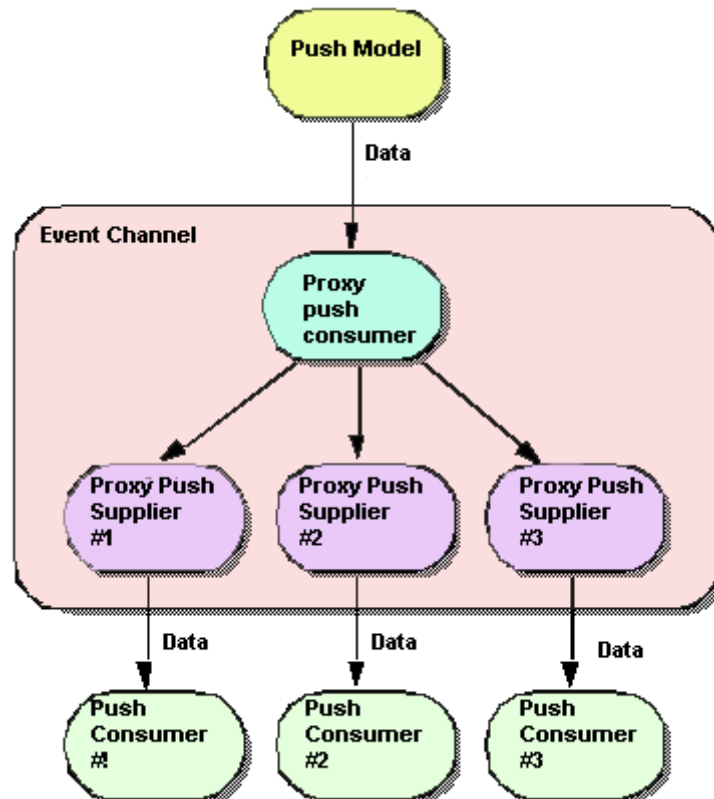 Push Model
Data
Event Channel
Proxy
push
consumer
Proxy Push
Supplier
#1
Proxy Push
Supplier
#2
Proxy Push
Supplier
#3
Data
Data
Data
Push
Consumer
#!
Push
Consumer
#2
Push
Consumer
#3